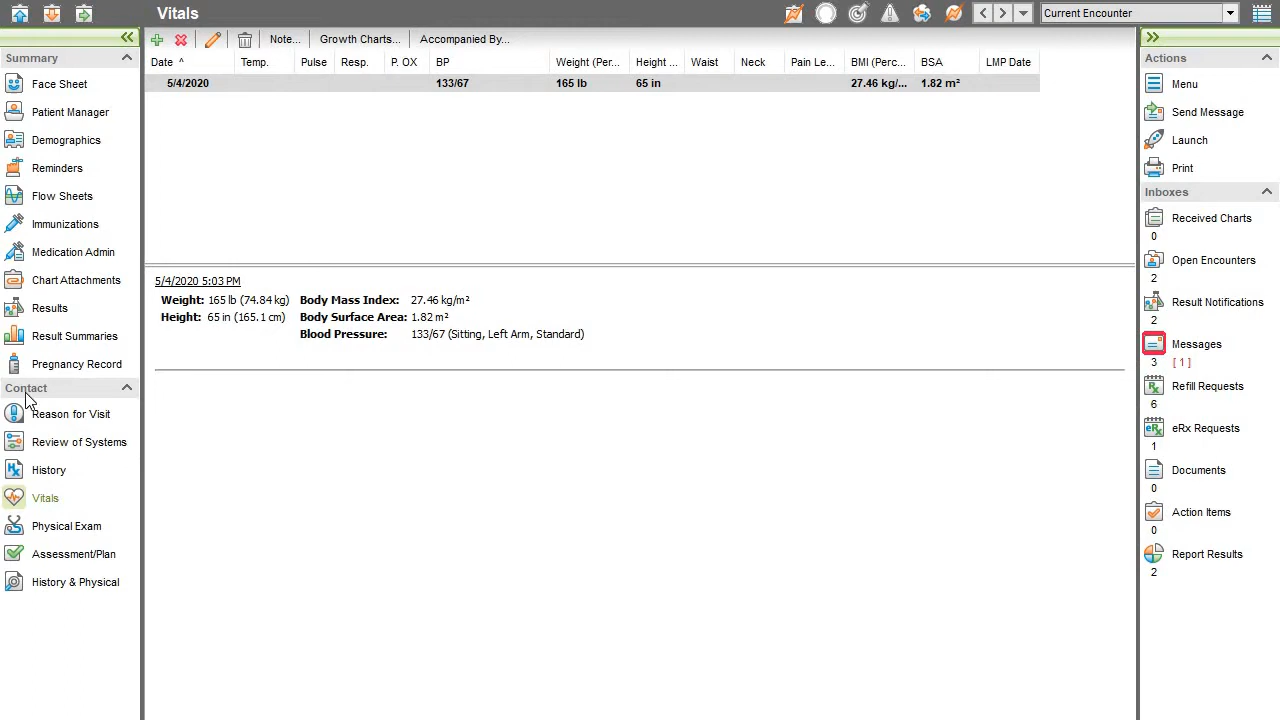 Vitals
Current Encounter
Summary
Face Sheet
Patient Manager
Demographics
Reminders
Flow Sheets
Immunizations
Medication Admin
Chart Attachments
Results
Result Summaries
Pregnancy Record
Contact
Reason for Visit
Review of Systems
History
Vitals
Physical Exam
Assessment/Plan
History & Physical
Note... Growth Charts... Accompanied By...
Date ^ Temp. Pulse Resp. P. OX BP Weight (Per... Height ... Waist Neck Pain Le... BMI (Perc... BSA LMP Date
5/4/2020 133/67 165 lb 65 in 27.46 kg/... 1.82 m²
5/4/2020 5:03 PM
Weight: 165 lb (74.84 kg) Body Mass Index: 27.46 kg/m²
Height: 65 in (165.1 cm) Body Surface Area: 1.82 m²
Blood Pressure: 133/67 (Sitting, Left Arm, Standard)
Actions
Menu
Send Message
Launch
Print
Inboxes
Received Charts
0
Open Encounters
2
Result Notifications
2
Messages
3 [ 1 ]
Refill Requests
6
eRx Requests
1
Documents
0
Action Items
0
Report Results
2